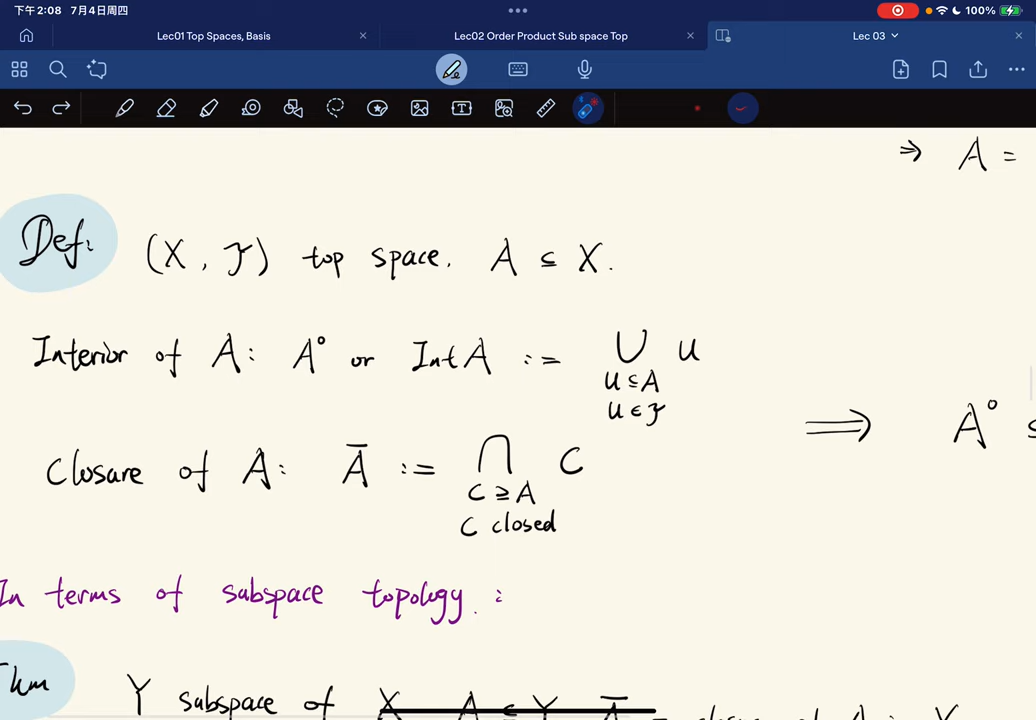 下午2:08 7月4日周四 100%
Lec01 Top Spaces, Basis
Lec02 Order Product Sub space Top
Lec 03
⇒ A =
Def:
(X, 𝒯) top space. A ⊆ X.
Interior of A: A° or Int A := ⋃ U
U ⊆ A
U ∈ 𝒯
⟹ A°
Closure of A: Ā := ⋂ C
C ⊇ A
C closed
In terms of subspace topology :
Thm
Y subspace of X